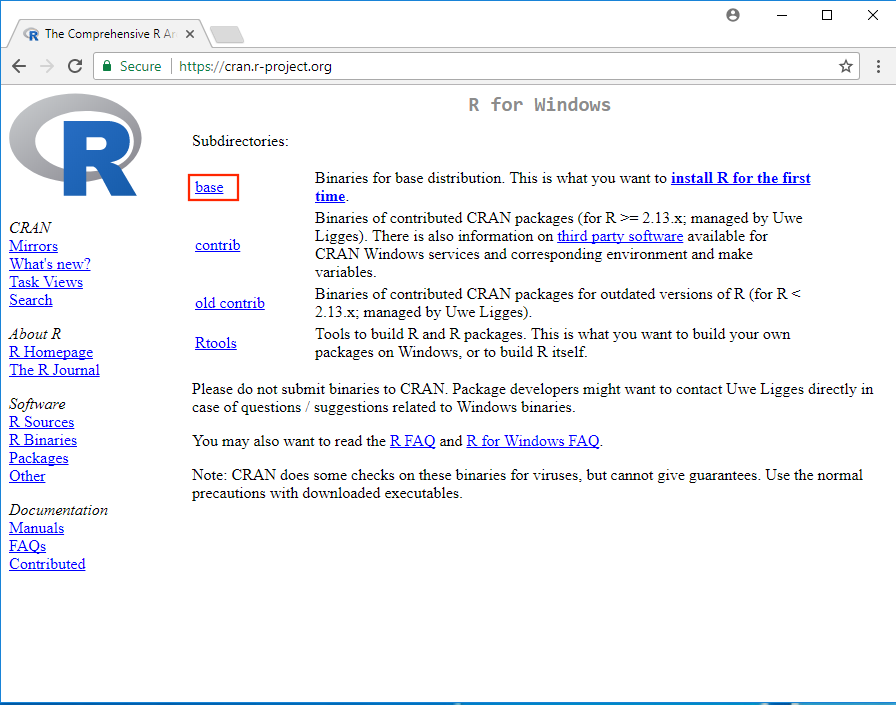 The Comprehensive R Ar
Secure
https://cran.r-project.org
R
CRAN
Mirrors
What's new?
Task Views
Search
About R
R Homepage
The R Journal
Software
R Sources
R Binaries
Packages
Other
Documentation
Manuals
FAQs
Contributed
R for Windows
Subdirectories:
base
Binaries for base distribution. This is what you want to install R for the first
time.
contrib
Binaries of contributed CRAN packages (for R >= 2.13.x; managed by Uwe
Ligges). There is also information on third party software available for
CRAN Windows services and corresponding environment and make
variables.
old contrib
Binaries of contributed CRAN packages for outdated versions of R (for R <
2.13.x; managed by Uwe Ligges).
Rtools
Tools to build R and R packages. This is what you want to build your own
packages on Windows, or to build R itself.
Please do not submit binaries to CRAN. Package developers might want to contact Uwe Ligges directly in
case of questions / suggestions related to Windows binaries.
You may also want to read the R FAQ and R for Windows FAQ.
Note: CRAN does some checks on these binaries for viruses, but cannot give guarantees. Use the normal
precautions with downloaded executables.